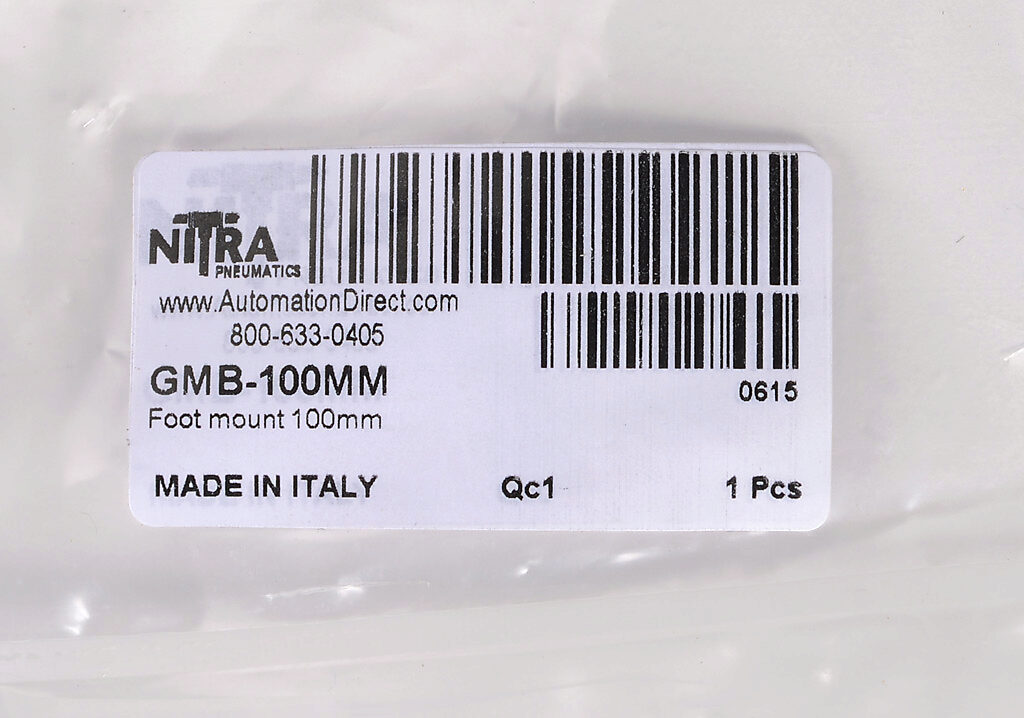 NITRA
PNEUMATICS
www.AutomationDirect.com
800-633-0405
GMB-100MM
0615
Foot mount 100mm
MADE IN ITALY Qc1 1 Pcs